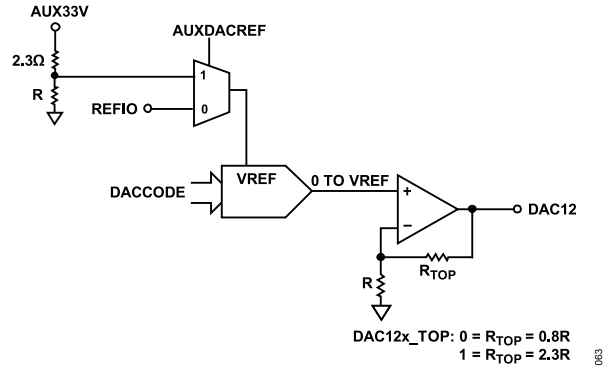 AUX33V
AUXDACREF
2.3Ω
1
R
REFIO
0
VREF
0 TO VREF
DACCODE
+
DAC12
–
RTOP
R
DAC12x_TOP: 0 = RTOP = 0.8R
1 = RTOP = 2.3R
063